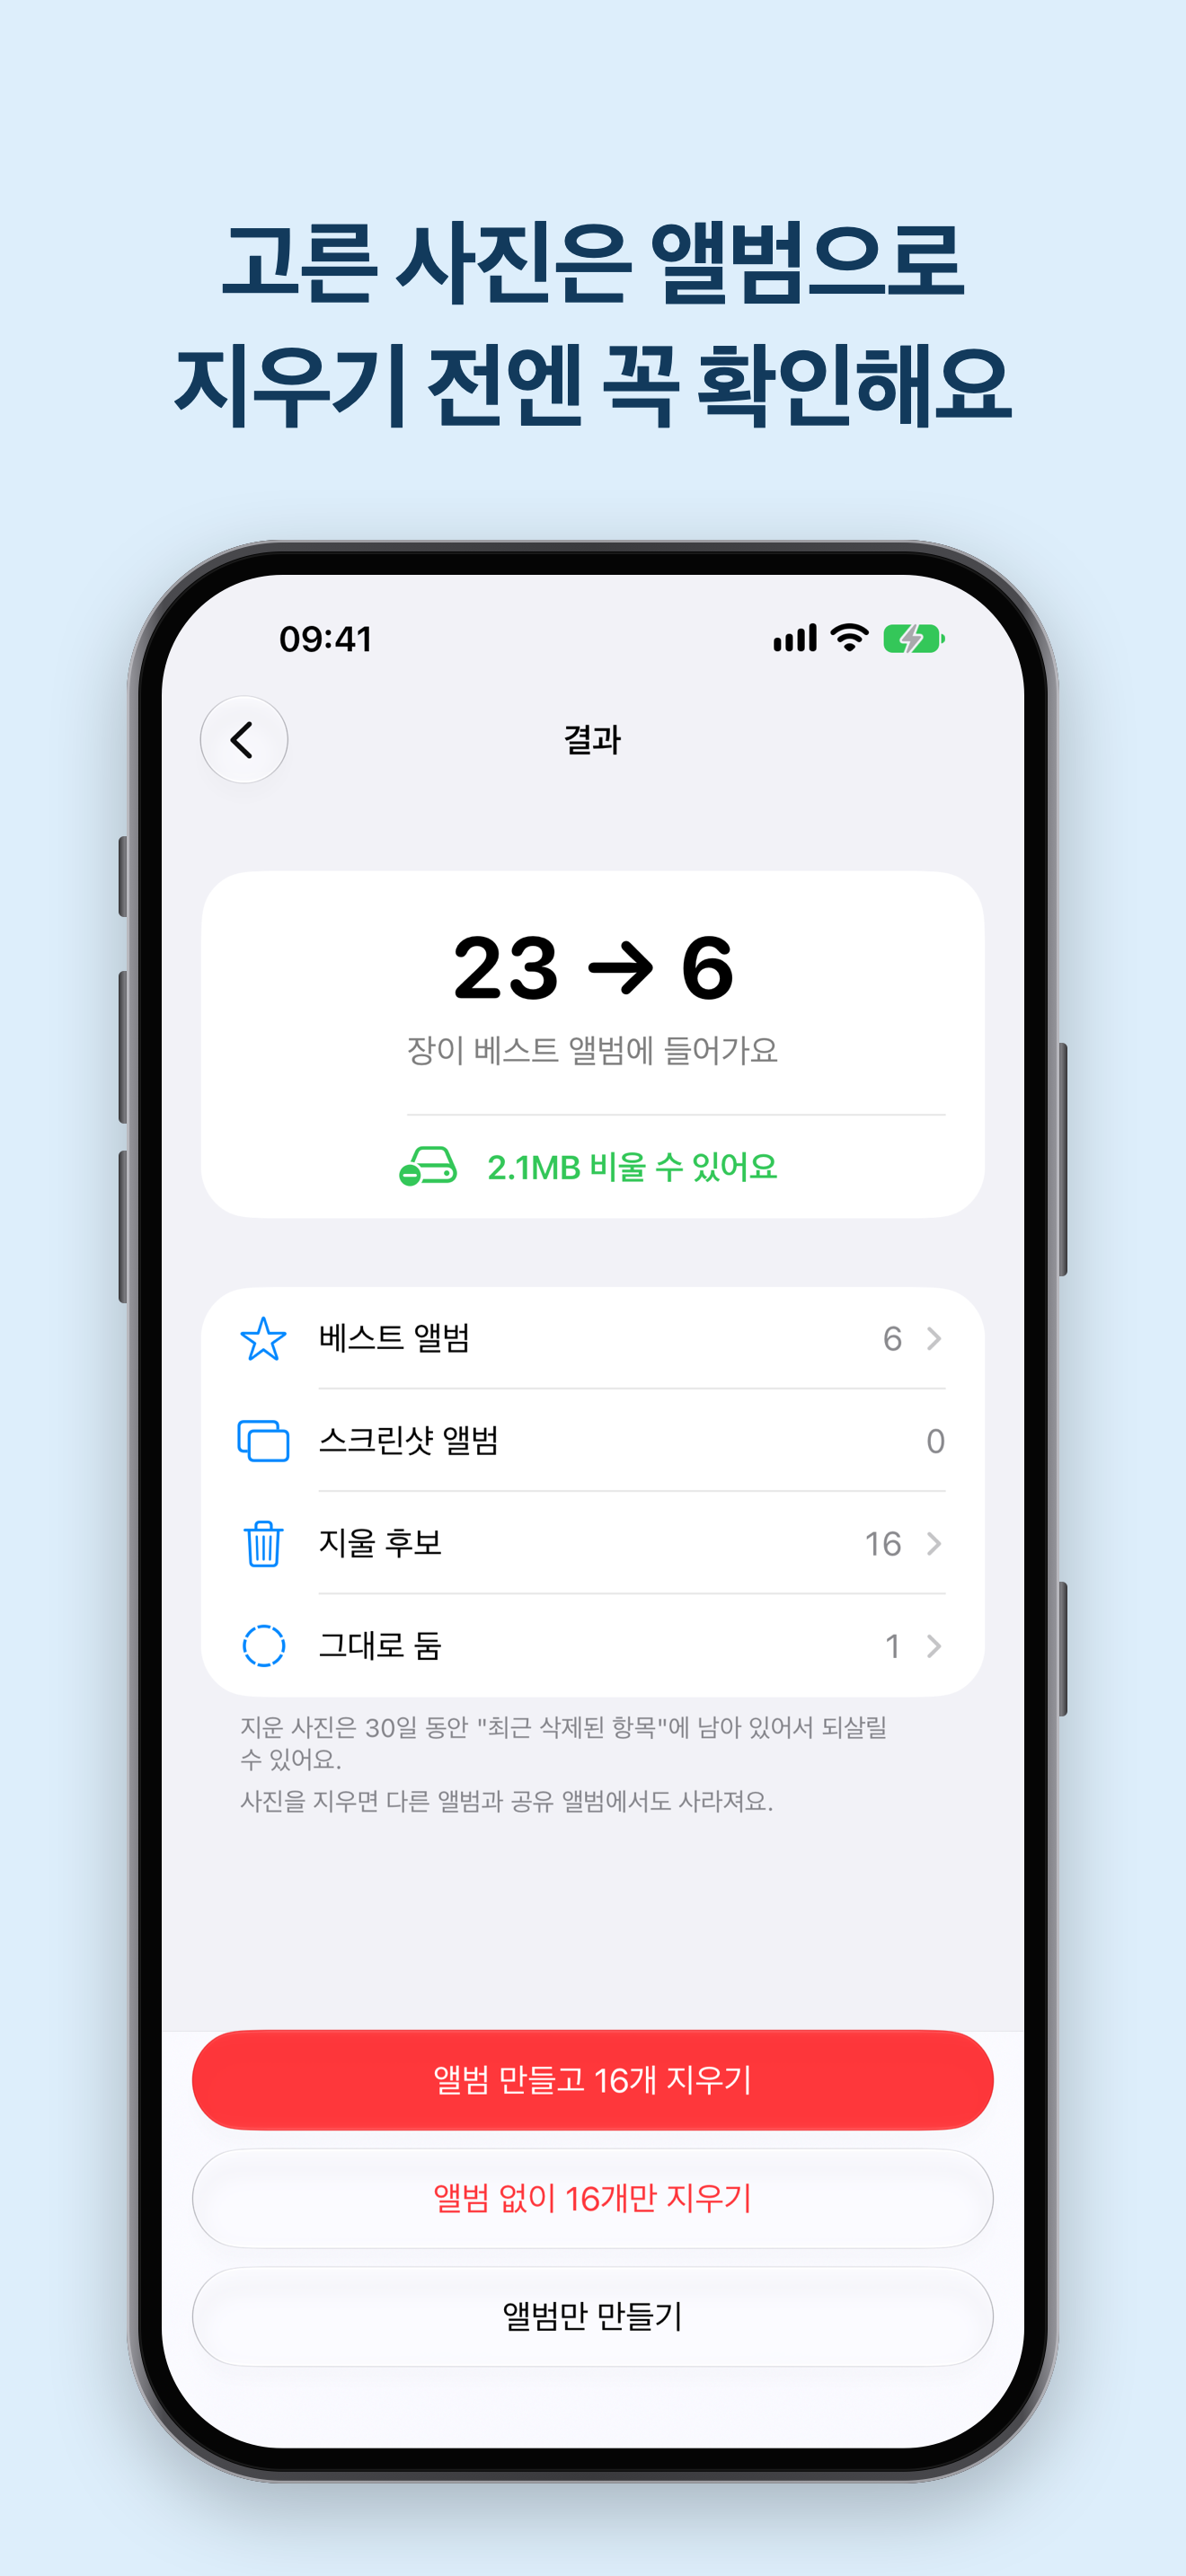 고른 사진은 앨범으로
지우기 전엔 꼭 확인해요
09:41
결과
23 → 6
장이 베스트 앨범에 들어가요
2.1MB 비울 수 있어요
베스트 앨범 6
스크린샷 앨범 0
지울 후보 16
그대로 둠 1
지운 사진은 30일 동안 "최근 삭제된 항목"에 남아 있어서 되살릴
수 있어요.
사진을 지우면 다른 앨범과 공유 앨범에서도 사라져요.
앨범 만들고 16개 지우기
앨범 없이 16개만 지우기
앨범만 만들기